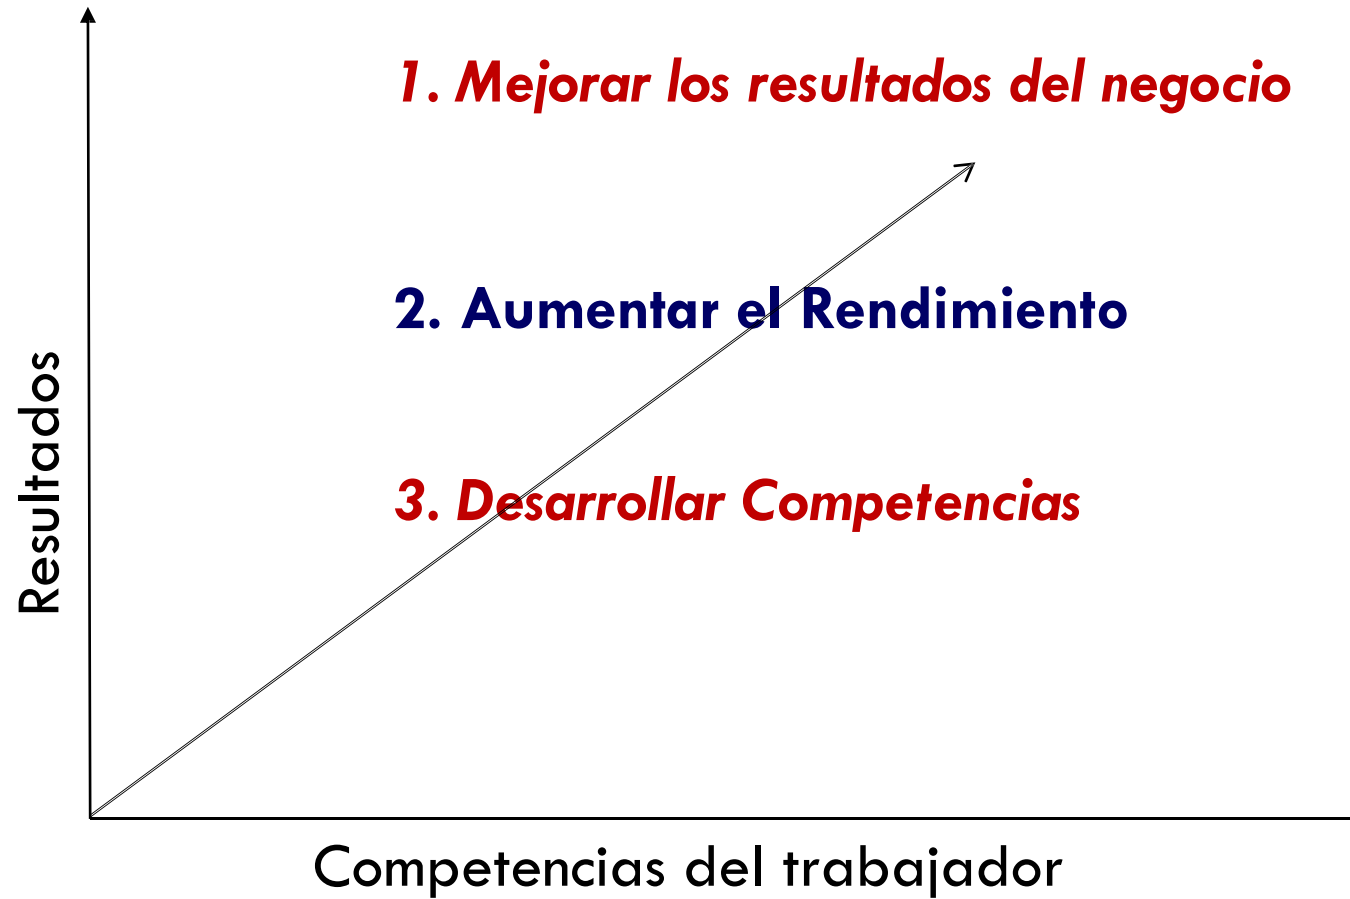 1. Mejorar los resultados del negocio
2. Aumentar el Rendimiento
3. Desarrollar Competencias
Resultados
Competencias del trabajador